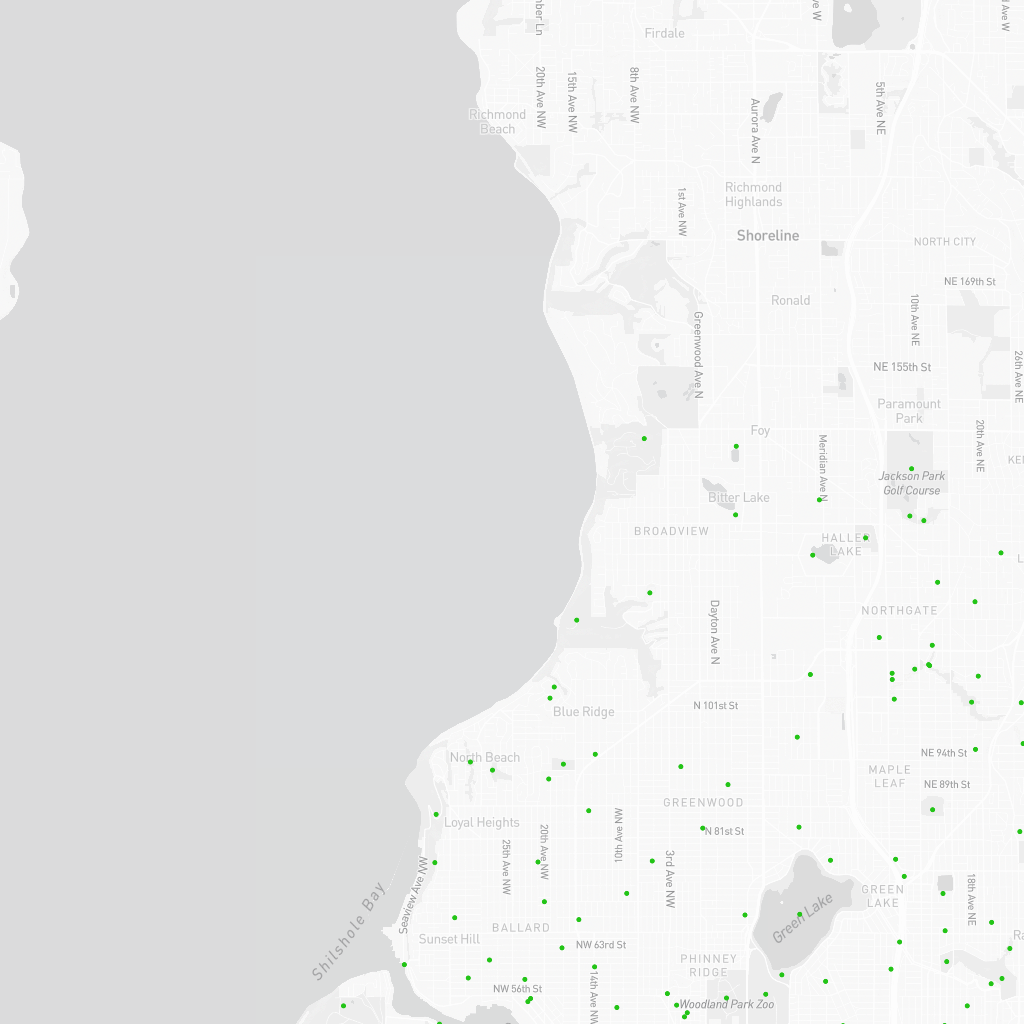 Firdale
20th Ave NW
15th Ave NW
8th Ave NW
Aurora Ave N
5th Ave NE
Richmond
Beach
1st Ave NW
Richmond
Highlands
Shoreline
NORTH CITY
NE 169th St
Ronald
10th Ave NE
Greenwood Ave N
NE 155th St
26th Ave NE
Paramount
Park
20th Ave NE
Foy
Meridian Ave N
Jackson Park
Golf Course
Bitter Lake
BROADVIEW
HALLER
LAKE
NORTHGATE
Dayton Ave N
N 101st St
Blue Ridge
North Beach
NE 94th St
MAPLE
LEAF
NE 89th St
GREENWOOD
Loyal Heights
N 81st St
10th Ave NW
20th Ave NW
25th Ave NW
3rd Ave NW
Seaview Ave NW
Shilshole Bay
GREEN
LAKE
18th Ave NE
Green Lake
BALLARD
Sunset Hill
NW 63rd St
PHINNEY
RIDGE
NW 56th St
14th Ave NW
Woodland Park Zoo